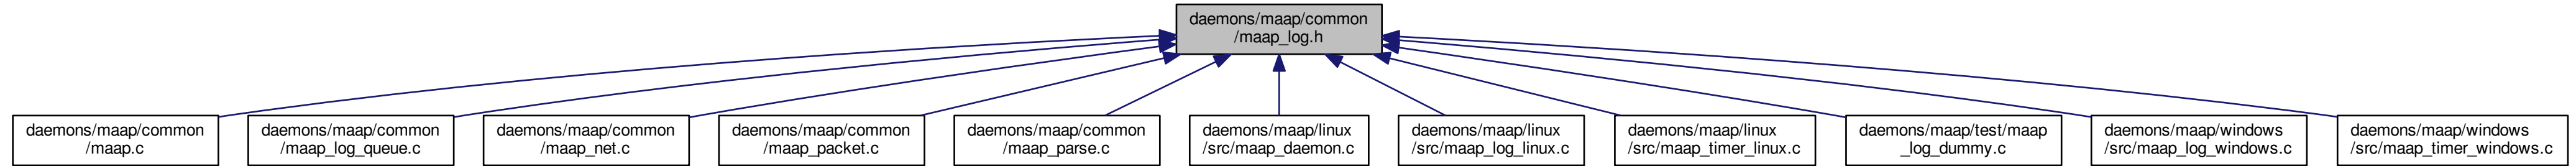 daemons/maap/common
/maap_log.h
daemons/maap/common
/maap.c
daemons/maap/common
/maap_log_queue.c
daemons/maap/common
/maap_net.c
daemons/maap/common
/maap_packet.c
daemons/maap/common
/maap_parse.c
daemons/maap/linux
/src/maap_daemon.c
daemons/maap/linux
/src/maap_log_linux.c
daemons/maap/linux
/src/maap_timer_linux.c
daemons/maap/test/maap
_log_dummy.c
daemons/maap/windows
/src/maap_log_windows.c
daemons/maap/windows
/src/maap_timer_windows.c